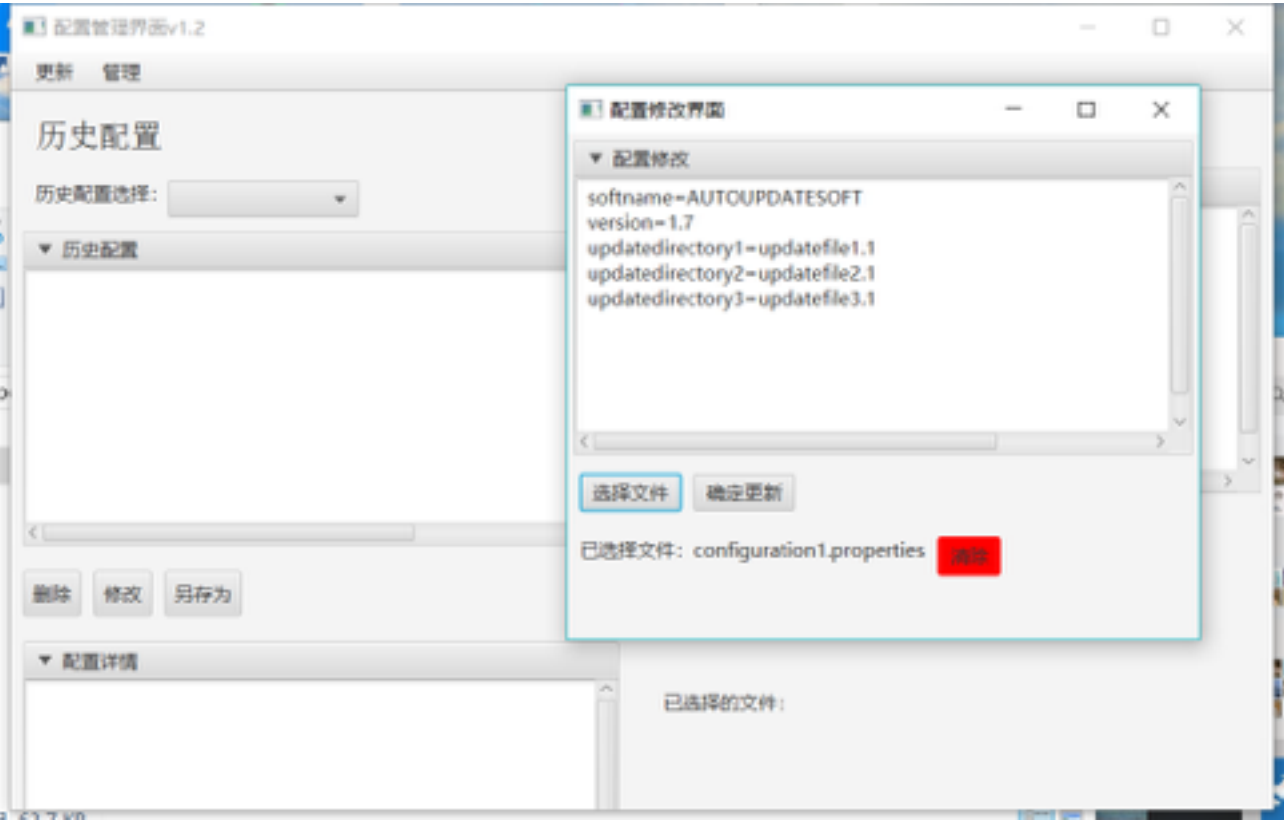 配置管理界面v1.2
更新 管理
历史配置
历史配置选择：
历史配置
删除 修改 另存为
配置详情
已选择的文件：
配置修改界面
配置修改
softname=AUTOUPDATESOFT
version=1.7
updatedirectory1=updatefile1.1
updatedirectory2=updatefile2.1
updatedirectory3=updatefile3.1
选择文件 确定更新
已选择文件：configuration1.properties 清除